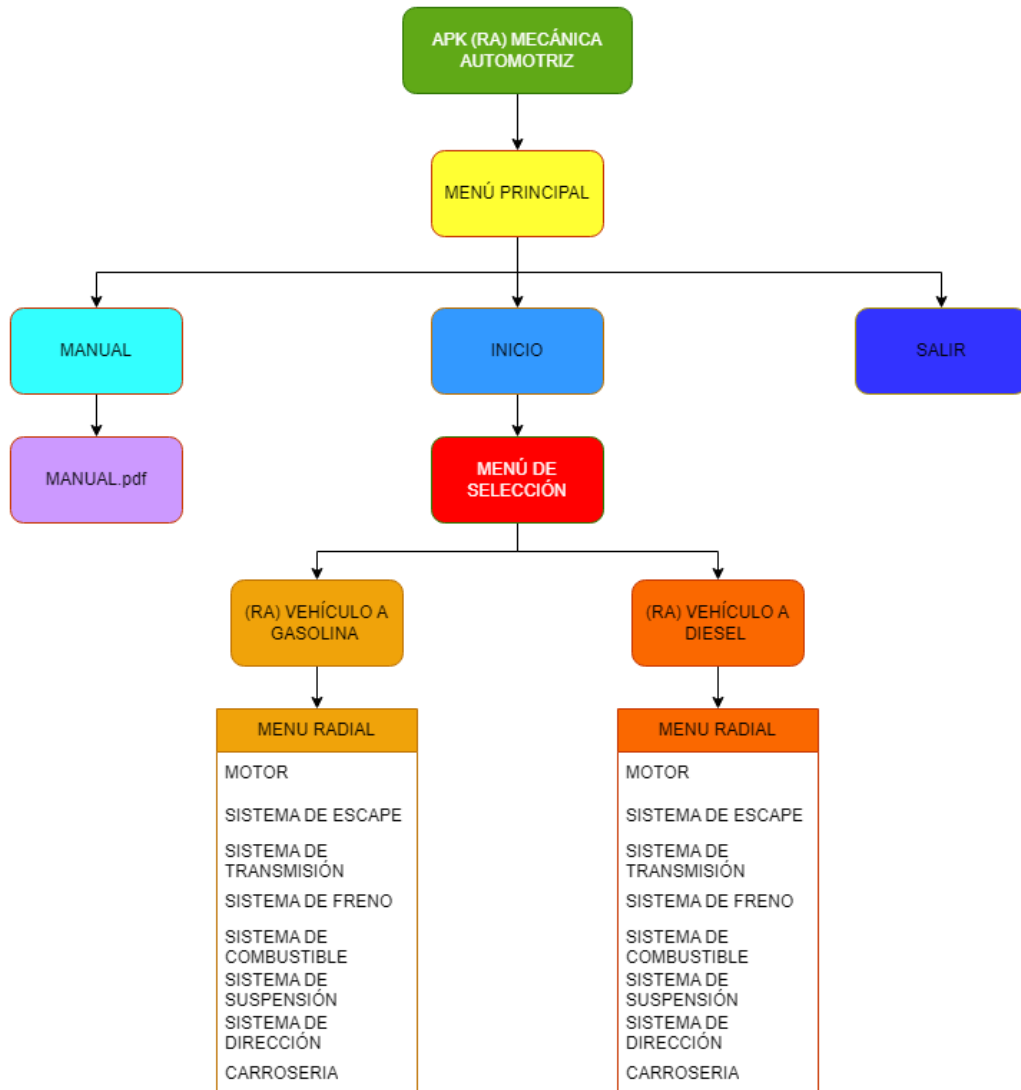 APK (RA) MECÁNICA
AUTOMOTRIZ
MENÚ PRINCIPAL
MANUAL
INICIO
SALIR
MANUAL.pdf
MENÚ DE
SELECCIÓN
(RA) VEHÍCULO A
GASOLINA
(RA) VEHÍCULO A
DIESEL
MENU RADIAL
MOTOR
SISTEMA DE ESCAPE
SISTEMA DE
TRANSMISIÓN
SISTEMA DE FRENO
SISTEMA DE
COMBUSTIBLE
SISTEMA DE
SUSPENSIÓN
SISTEMA DE
DIRECCIÓN
CARROSERIA
MENU RADIAL
MOTOR
SISTEMA DE ESCAPE
SISTEMA DE
TRANSMISIÓN
SISTEMA DE FRENO
SISTEMA DE
COMBUSTIBLE
SISTEMA DE
SUSPENSIÓN
SISTEMA DE
DIRECCIÓN
CARROSERIA